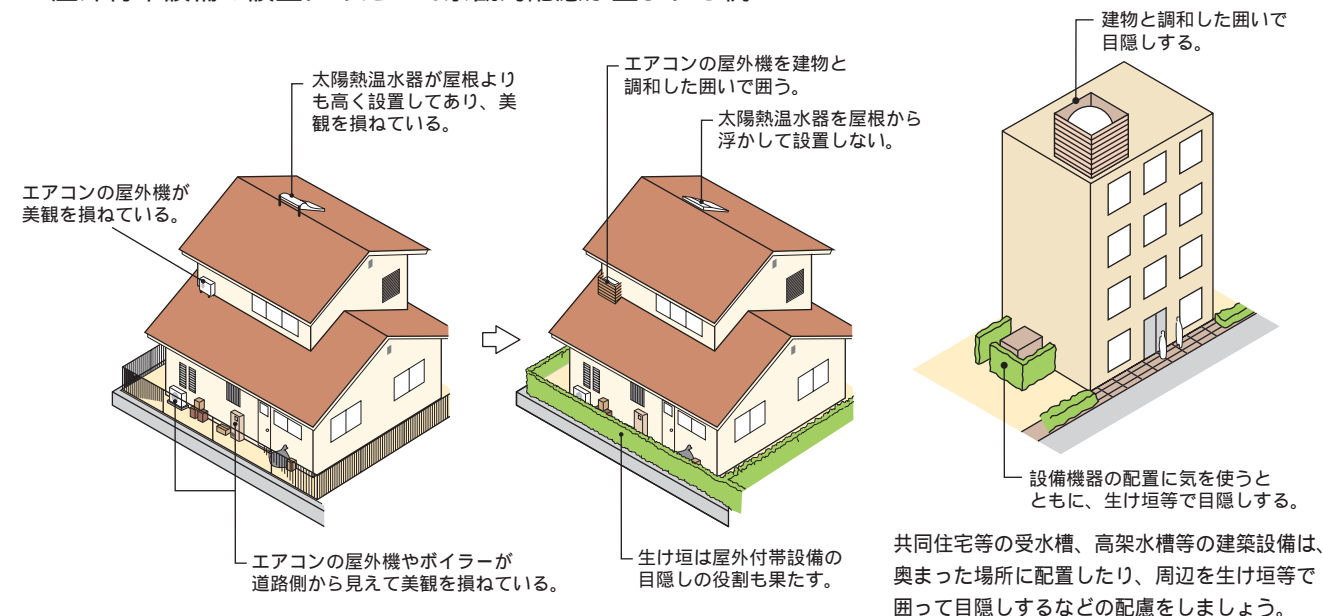 太陽熱温水器が屋根より
も高く設置してあり、美
観を損ねている。
エアコンの屋外機が
美観を損ねている。
エアコンの屋外機やボイラーが
道路側から見えて美観を損ねている。
エアコンの屋外機を建物と
調和した囲いで囲う。
太陽熱温水器を屋根から
浮かして設置しない。
生け垣は屋外付帯設備の
目隠しの役割も果たす。
建物と調和した囲いで
目隠しする。
設備機器の配置に気を使うと
ともに、生け垣等で目隠しする。
共同住宅等の受水槽、高架水槽等の建築設備は、
奥まった場所に配置したり、周辺を生け垣等で
囲って目隠しするなどの配慮をしましょう。